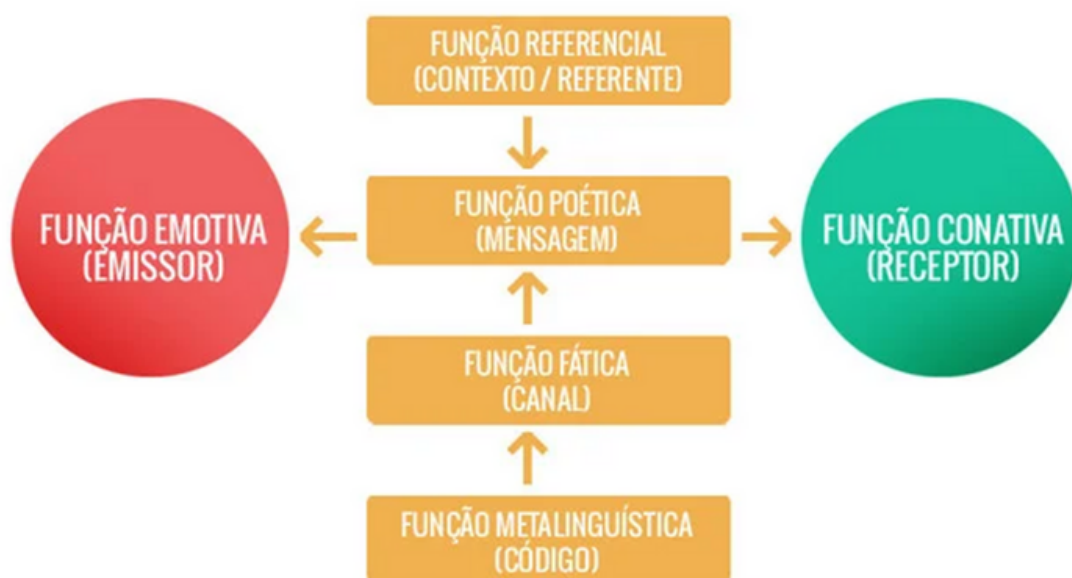 FUNÇÃO REFERENCIAL
(CONTEXTO / REFERENTE)
FUNÇÃO EMOTIVA
(EMISSOR)
FUNÇÃO POÉTICA
(MENSAGEM)
FUNÇÃO CONATIVA
(RECEPTOR)
FUNÇÃO FÁTICA
(CANAL)
FUNÇÃO METALINGUÍSTICA
(CÓDIGO)